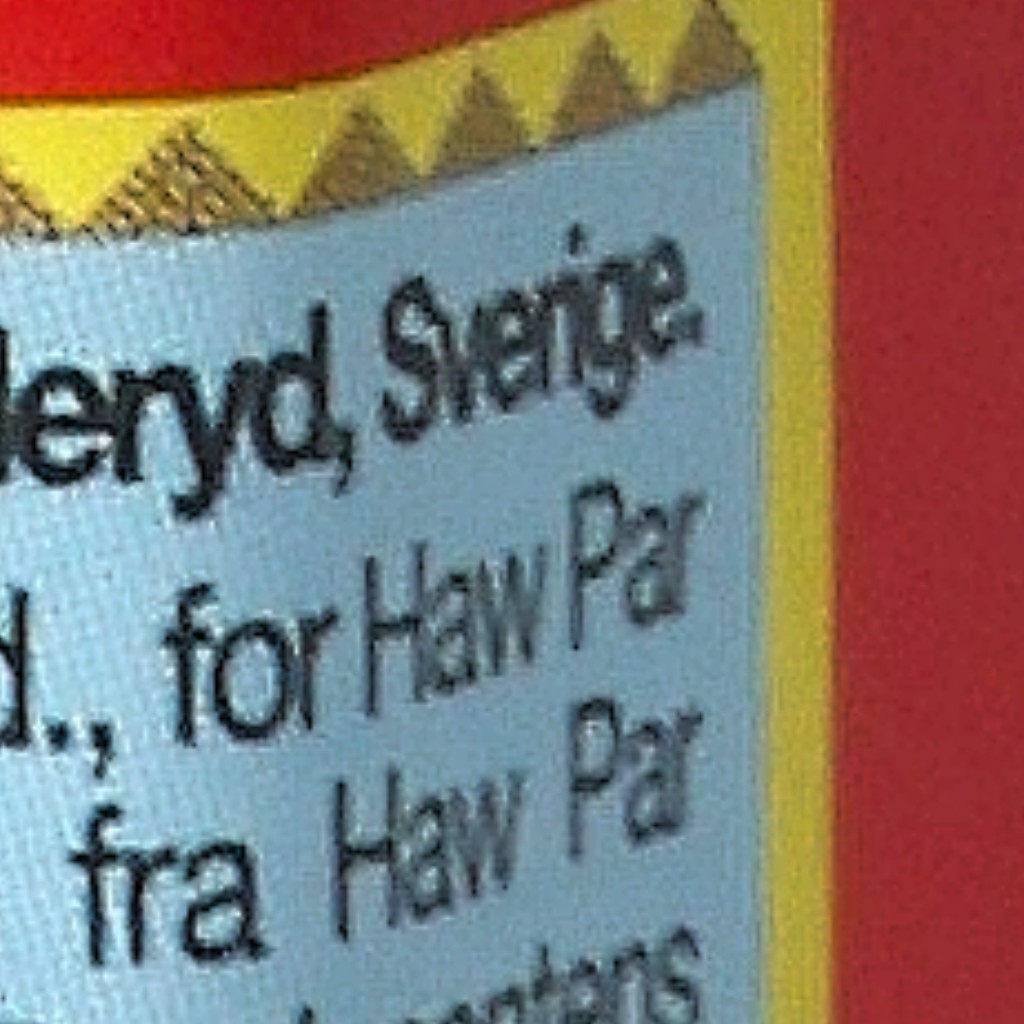 leryd, Sverige.
d., for Haw Par
fra Haw Par